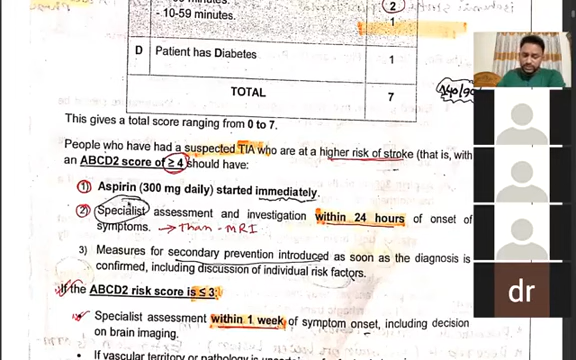 - 10-59 minutes.
2
1
D Patient has Diabetes 1
TOTAL 7
140/90
This gives a total score ranging from 0 to 7.
People who have had a suspected TIA who are at a higher risk of stroke (that is, with
an ABCD2 score of ≥ 4 should have:
1) Aspirin (300 mg daily) started immediately.
2) Specialist assessment and investigation within 24 hours of onset of
symptoms. → Than - MRI
3) Measures for secondary prevention introduced as soon as the diagnosis is
confirmed, including discussion of individual risk factors.
If the ABCD2 risk score is ≤ 3:
Specialist assessment within 1 week of symptom onset, including decision
on brain imaging.
• If vascular territory or pathology is
dr